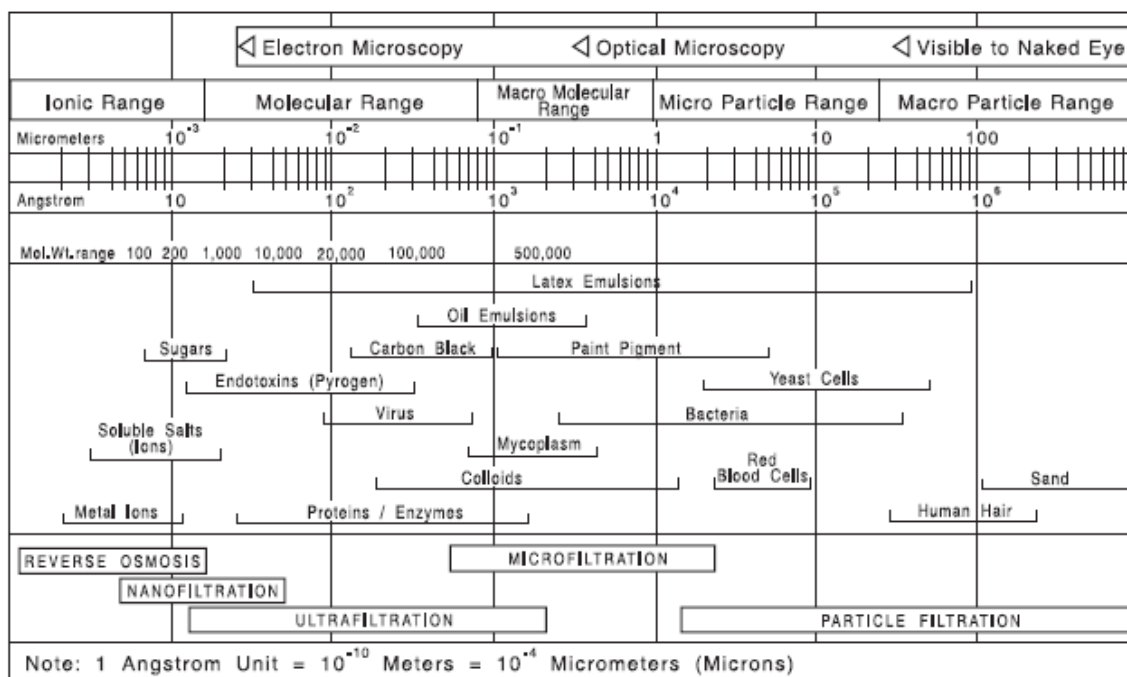 ◁ Electron Microscopy ◁ Optical Microscopy ◁ Visible to Naked Eye
Ionic Range Molecular Range Macro Molecular Range Micro Particle Range Macro Particle Range
Micrometers 10⁻³ 10⁻² 10⁻¹ 1 10 100
Angstrom 10 10² 10³ 10⁴ 10⁵ 10⁶
Mol.Wt.range 100 200 1,000 10,000 20,000 100,000 500,000
Latex Emulsions
Oil Emulsions
Sugars Carbon Black Paint Pigment
Endotoxins (Pyrogen) Yeast Cells
Virus Bacteria
Soluble Salts
(Ions) Mycoplasm
Red
Colloids Blood Cells Sand
Metal Ions Proteins / Enzymes Human Hair
REVERSE OSMOSIS MICROFILTRATION
NANOFILTRATION
ULTRAFILTRATION PARTICLE FILTRATION
Note: 1 Angstrom Unit = 10⁻¹⁰ Meters = 10⁻⁴ Micrometers (Microns)